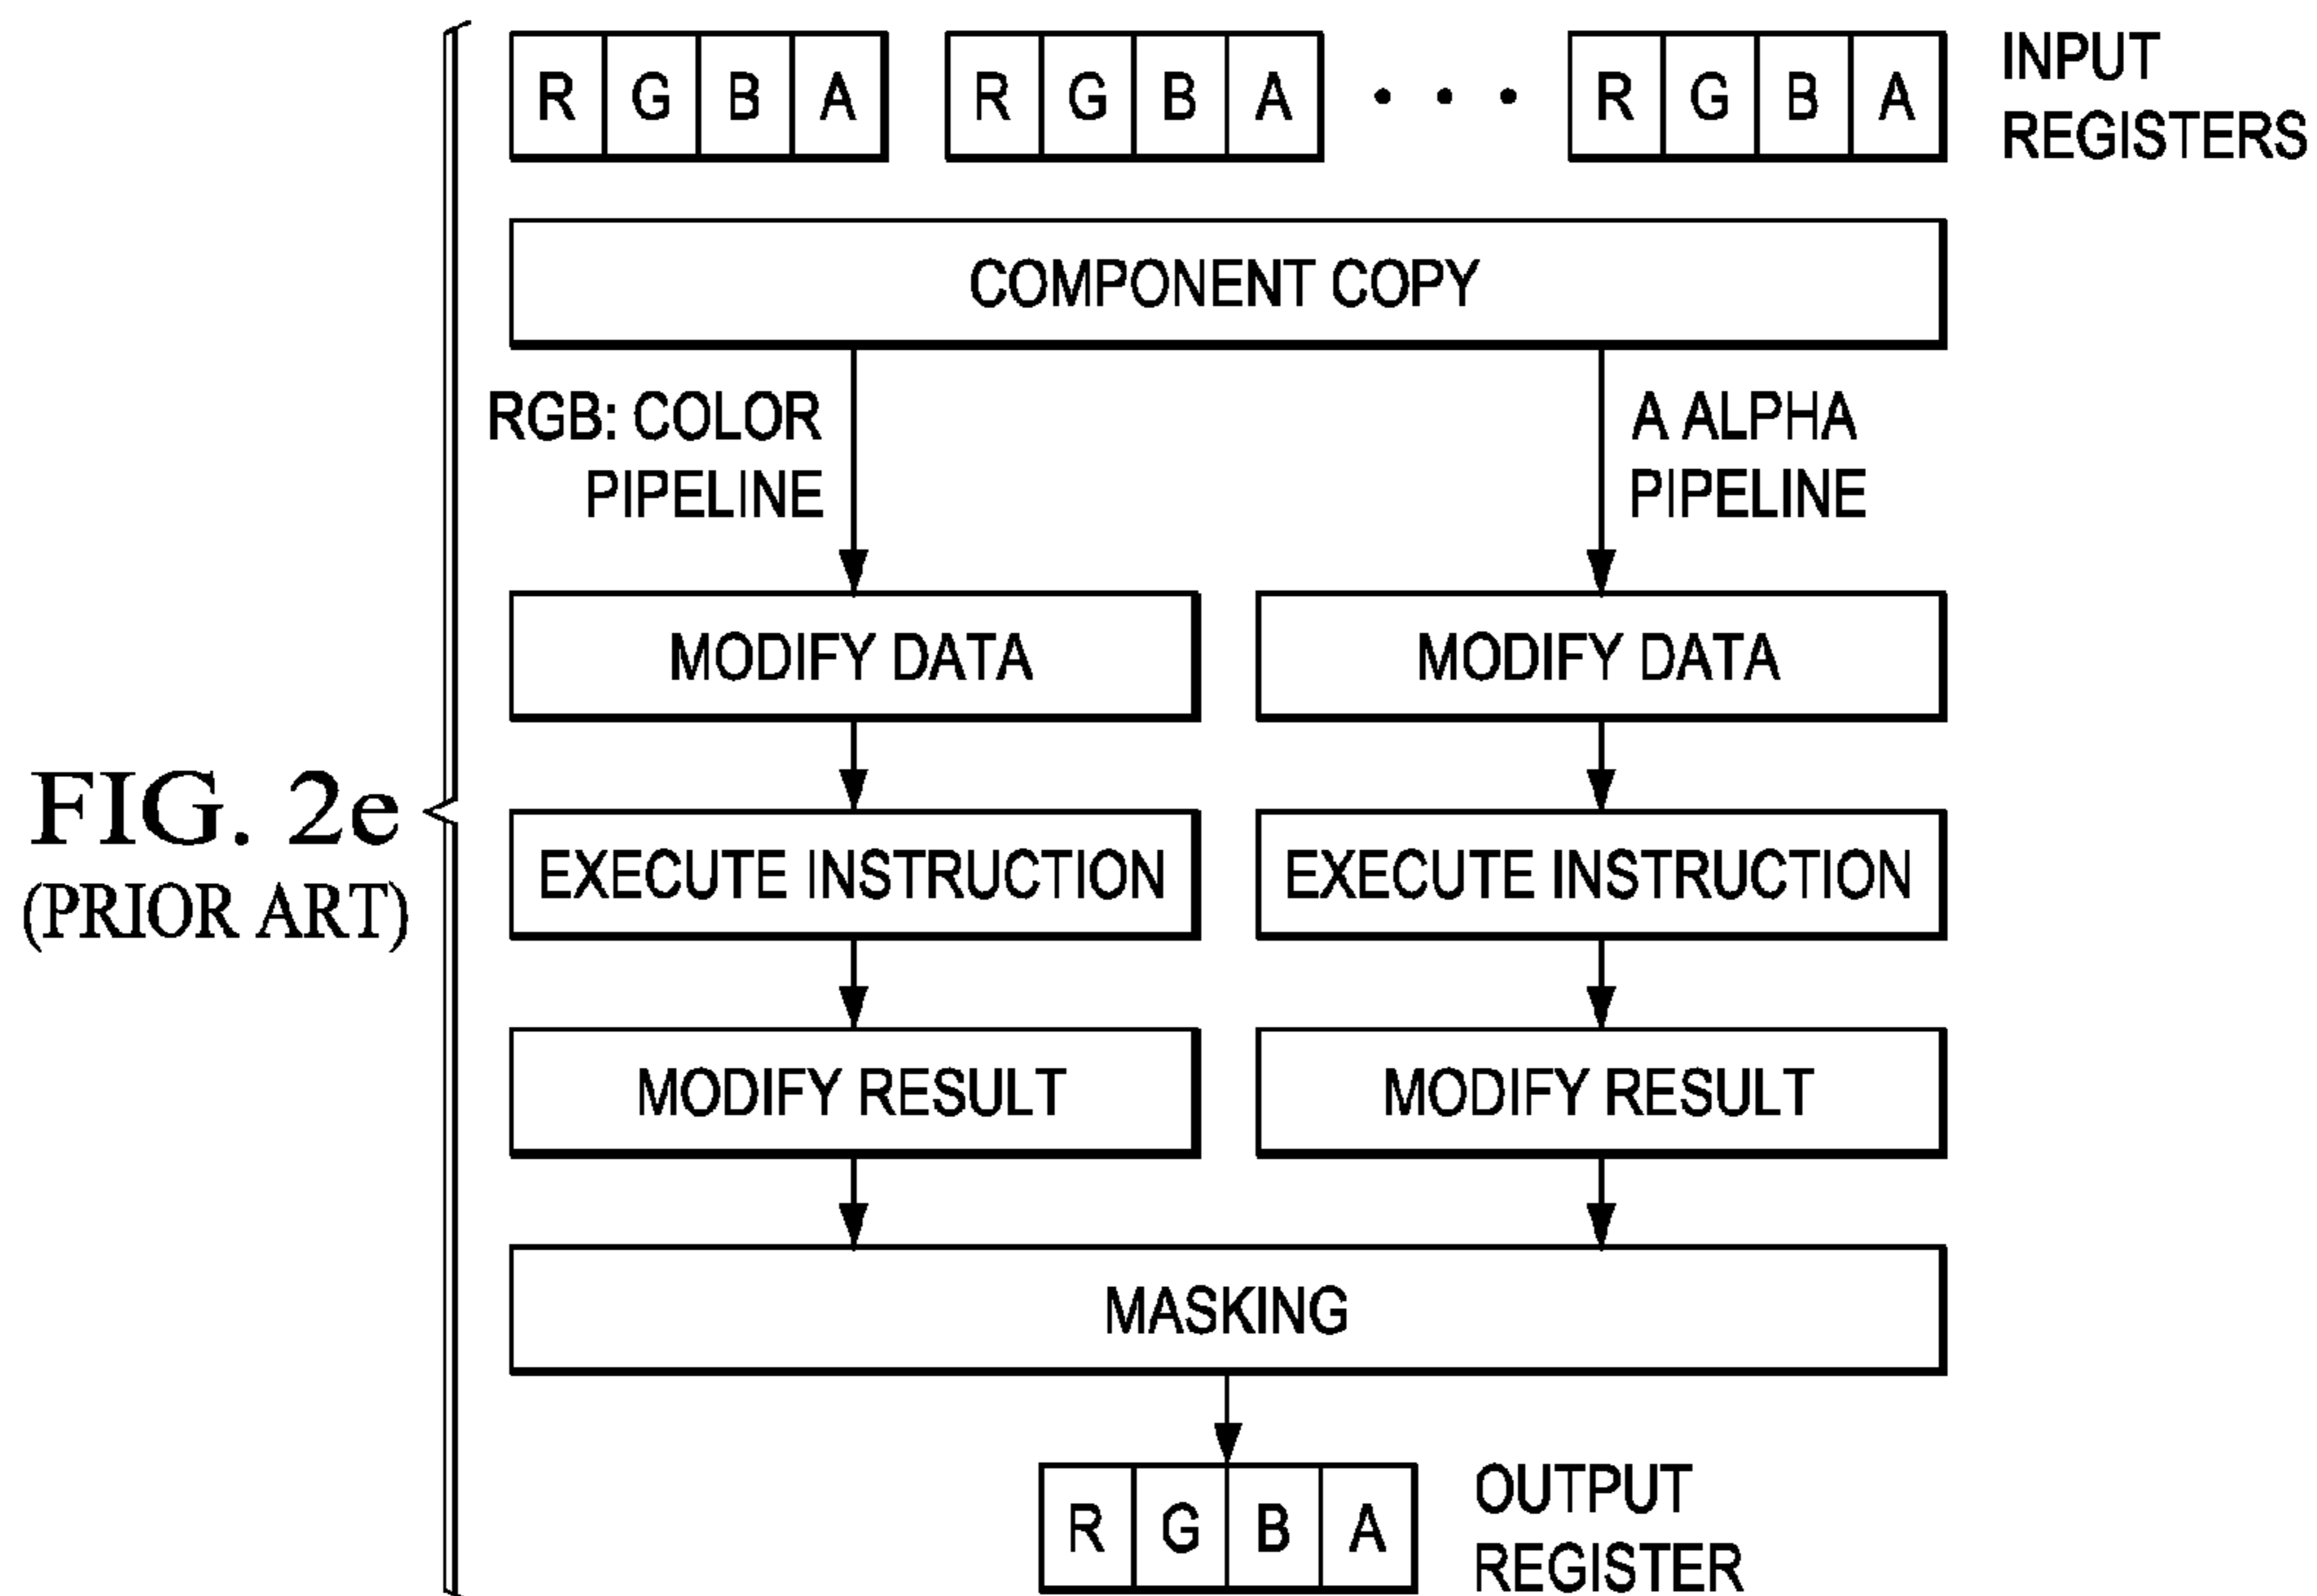 R G B A R G B A • • • R G B A
INPUT
REGISTERS
COMPONENT COPY
RGB: COLOR
PIPELINE
A ALPHA
PIPELINE
MODIFY DATA
MODIFY DATA
FIG. 2e
(PRIOR ART)
EXECUTE INSTRUCTION
EXECUTE INSTRUCTION
MODIFY RESULT
MODIFY RESULT
MASKING
R G B A
OUTPUT
REGISTER